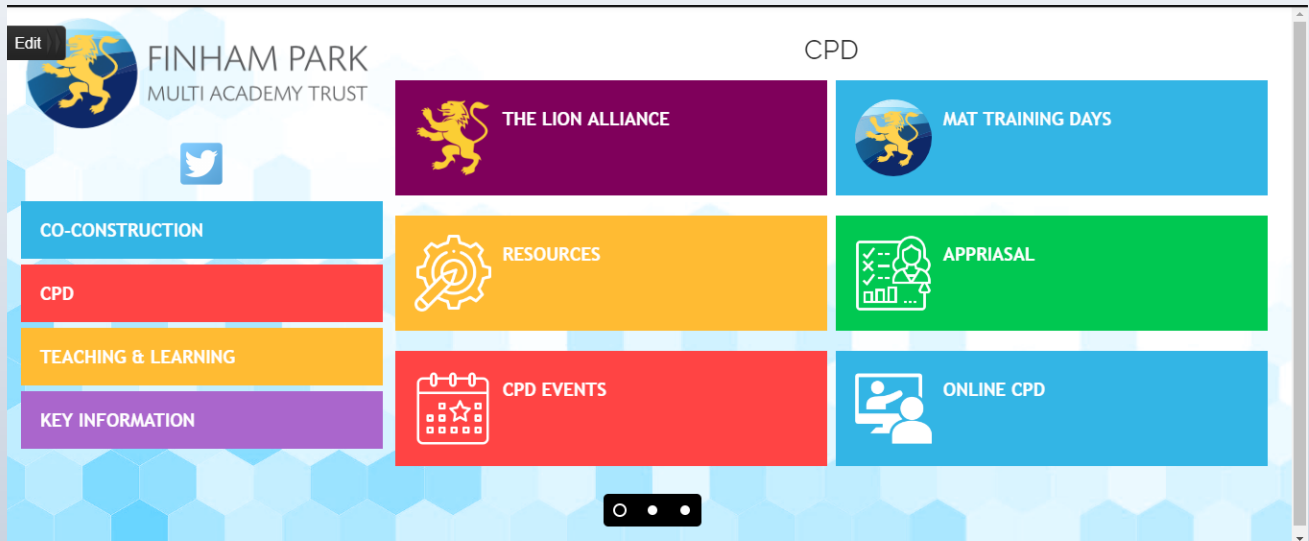 Edit
FINHAM PARK
MULTI ACADEMY TRUST
CO-CONSTRUCTION
CPD
TEACHING & LEARNING
KEY INFORMATION
CPD
THE LION ALLIANCE
MAT TRAINING DAYS
RESOURCES
APPRIASAL
CPD EVENTS
ONLINE CPD